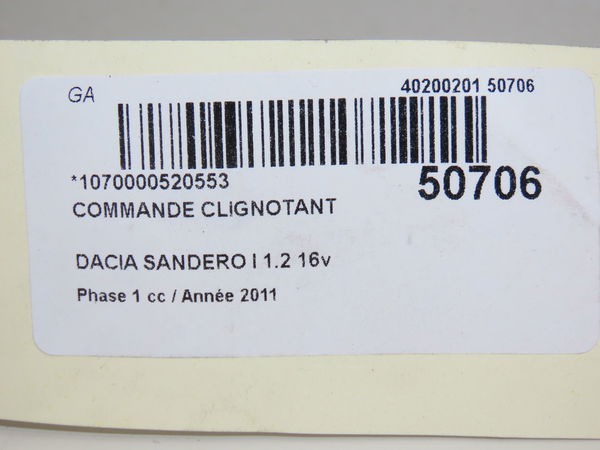 GA
40200201 50706
*1070000520553
50706
COMMANDE CLIGNOTANT
DACIA SANDERO I 1.2 16v
Phase 1 cc / Année 2011